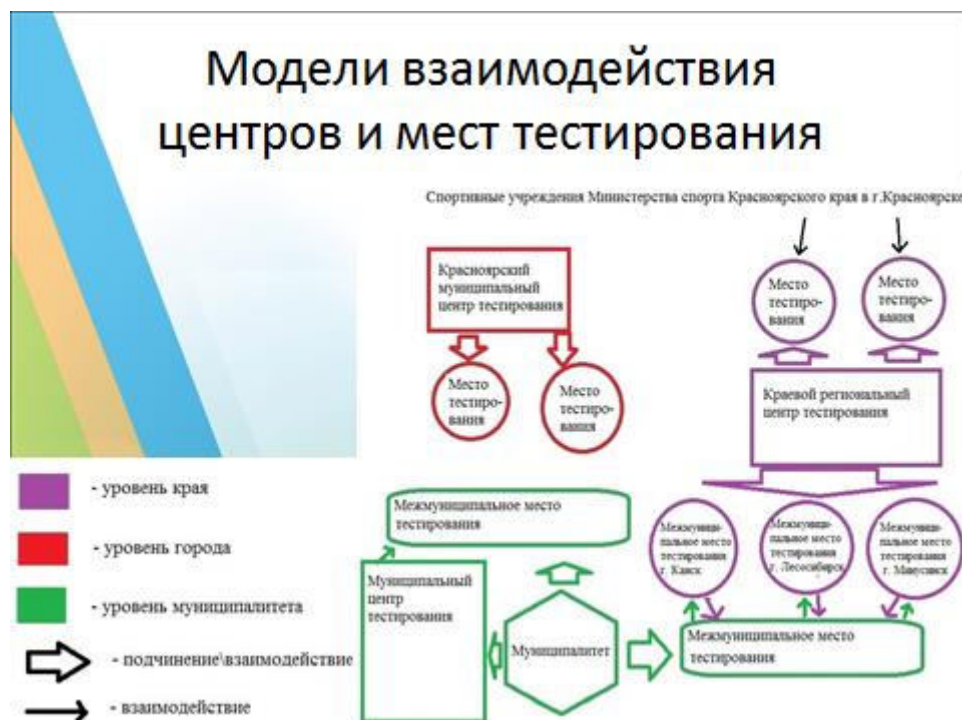 Модели взаимодействия
центров и мест тестирования
Спортивные учреждения Министерства спорта Красноярского края в г.Красноярске
Красноярский
муниципальный
центр тестирования
Место
тестиро-
вания
Место
тестиро-
вания
Место
тестиро-
вания
Место
тестиро-
вания
Краевой региональный
центр тестирования
- уровень края
- уровень города
- уровень муниципалитета
- подчинение\взаимодействие
- взаимодействие
Межмуниципальное место
тестирования
Муниципальный
центр
тестирования
Муниципалитет
Межмуници-
пальное место
тестирования
г. Канск
Межмуници-
пальное место
тестирования
г. Лесосибирск
Межмуници-
пальное место
тестирования
г. Минусинск
Межмуниципальное место
тестирования